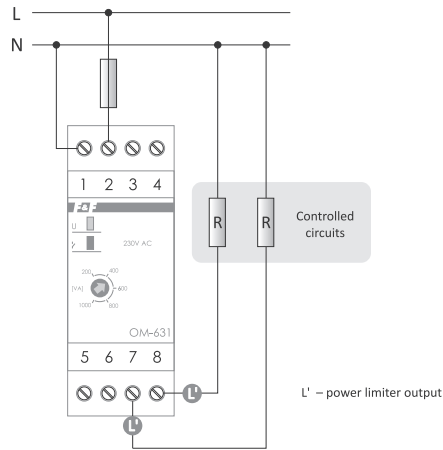 L
N
1 2 3 4
F&F
U
230V AC
R
R
Controlled
circuits
200
400
[VA]
600
1000
800
OM-631
5 6 7 8
L'
L'
L' – power limiter output